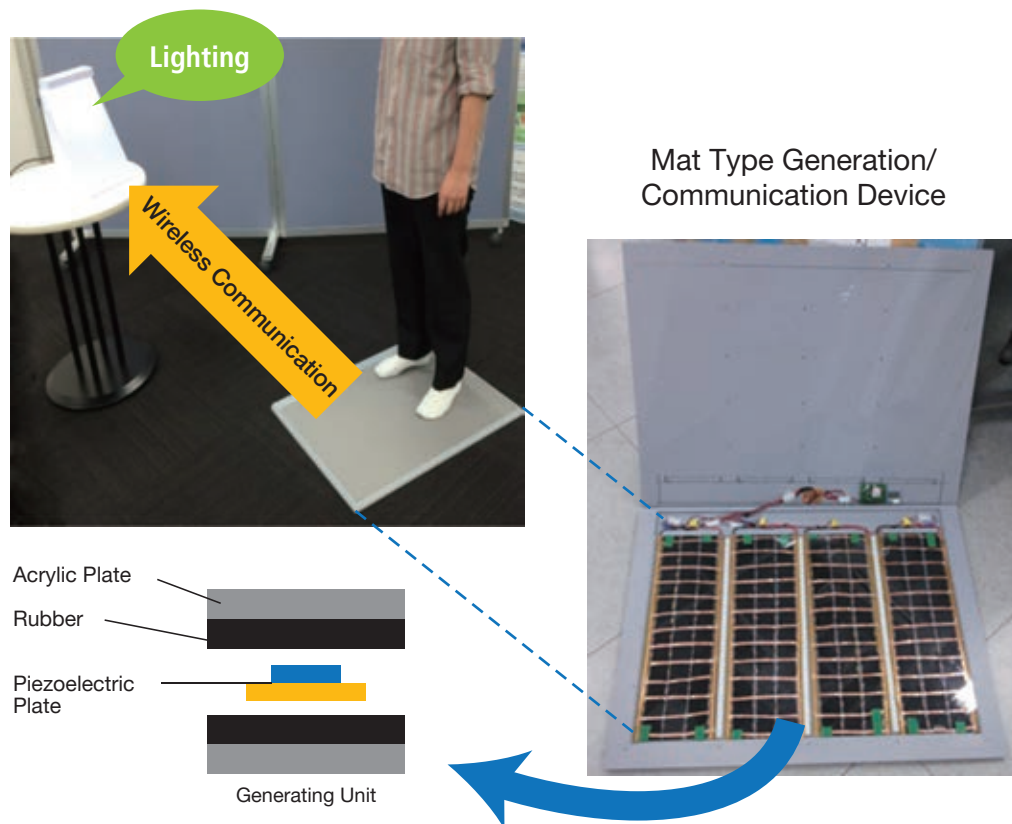 Lighting
Wireless Communication
Mat Type Generation/
Communication Device
Acrylic Plate
Rubber
Piezoelectric
Plate
Generating Unit